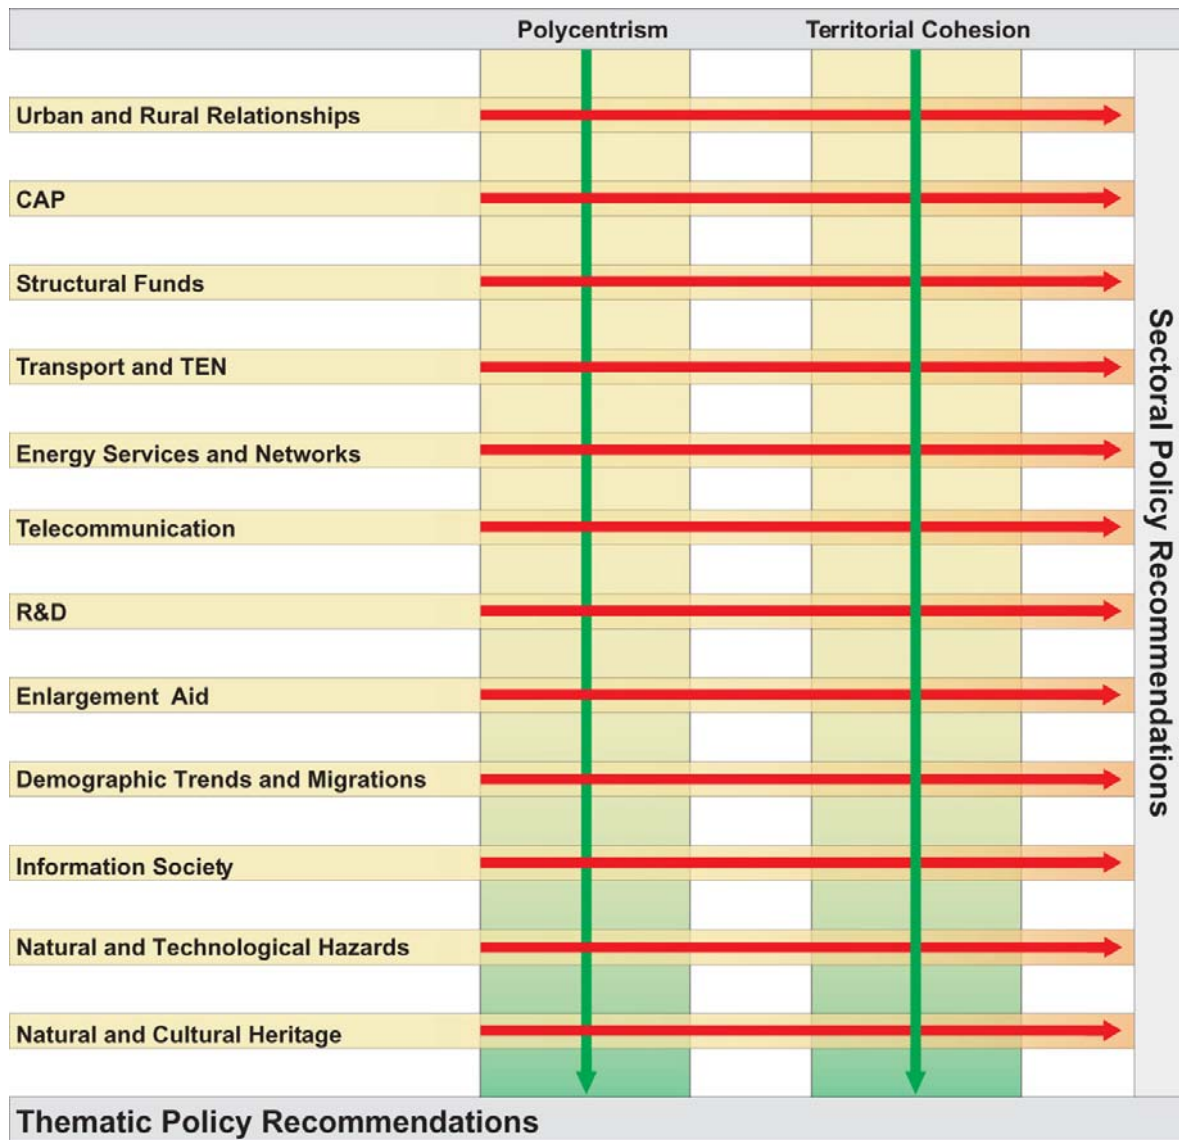 Polycentrism Territorial Cohesion
Urban and Rural Relationships
CAP
Structural Funds
Transport and TEN
Energy Services and Networks
Telecommunication
R&D
Enlargement Aid
Demographic Trends and Migrations
Information Society
Natural and Technological Hazards
Natural and Cultural Heritage
Sectoral Policy Recommendations
Thematic Policy Recommendations